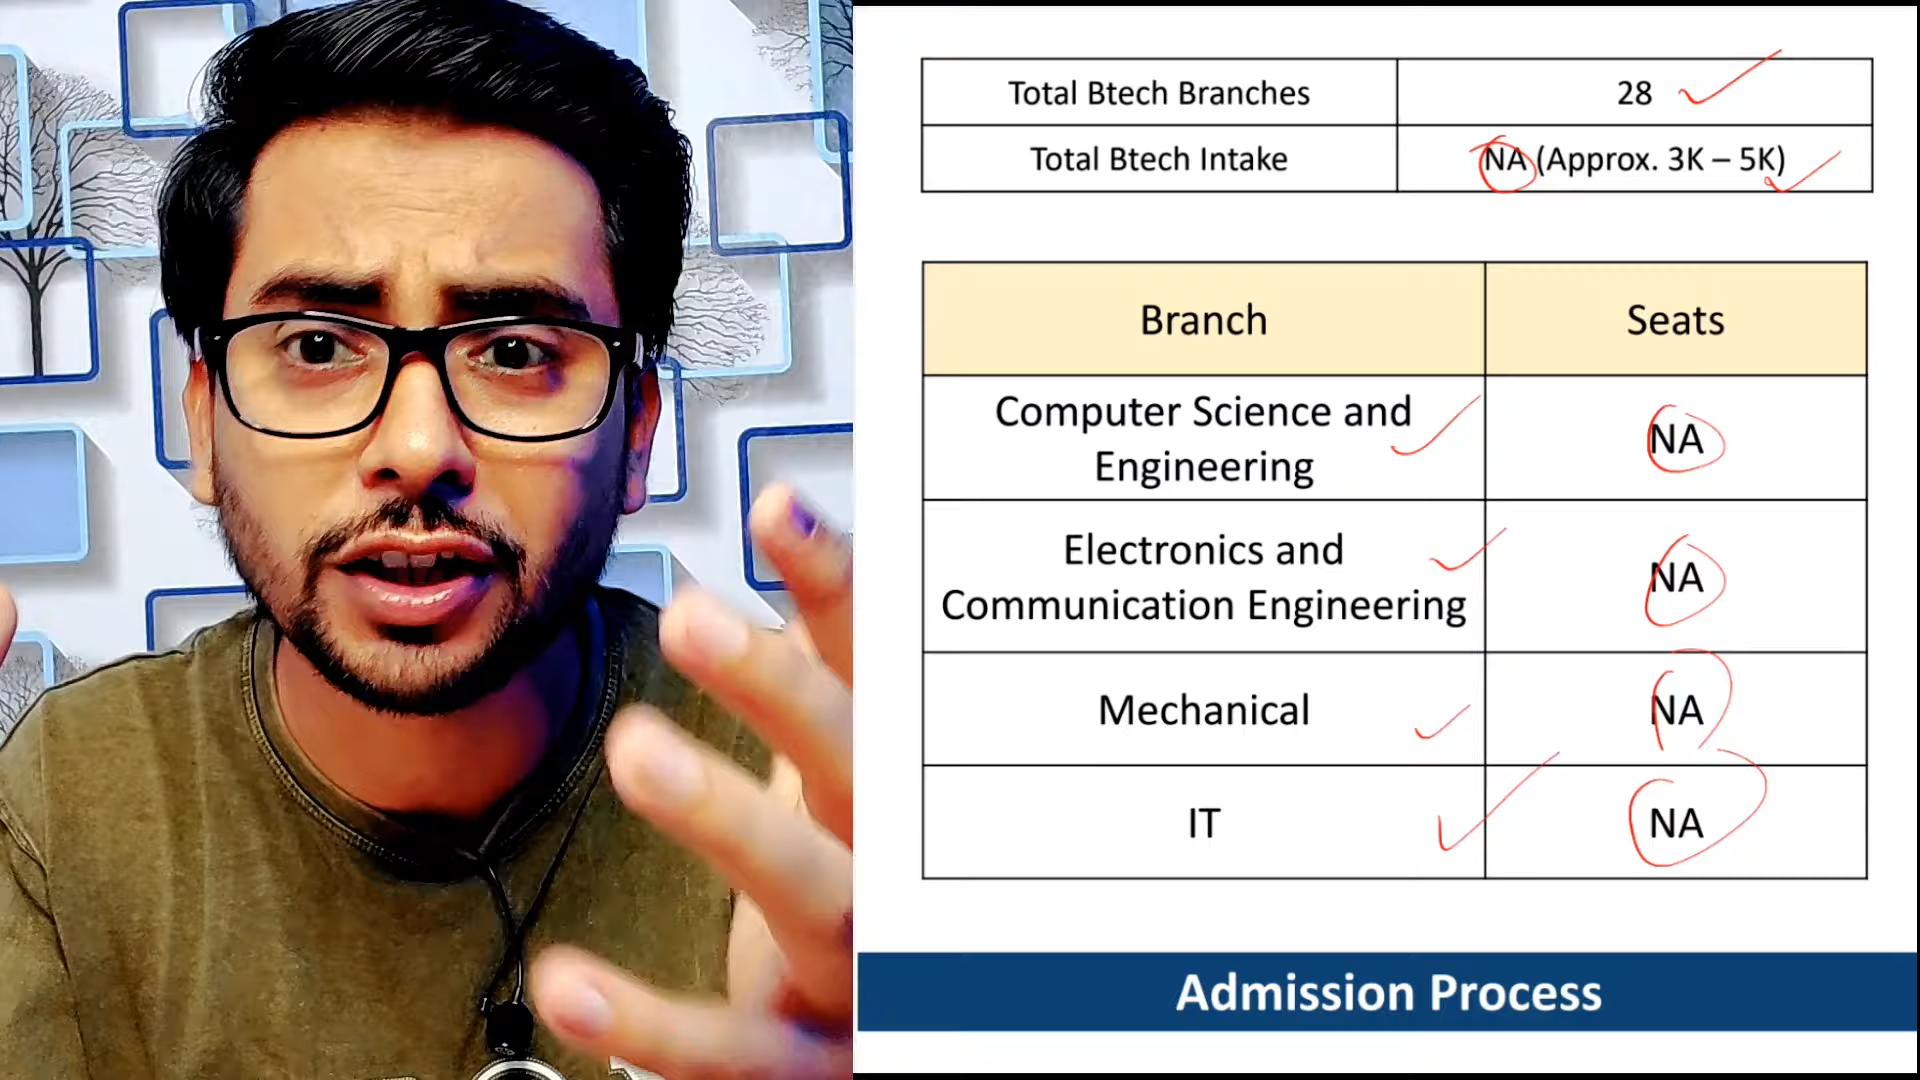 Total Btech Branches 28
Total Btech Intake NA (Approx. 3K – 5K)
Branch Seats
Computer Science and
Engineering NA
Electronics and
Communication Engineering NA
Mechanical NA
IT NA
Admission Process